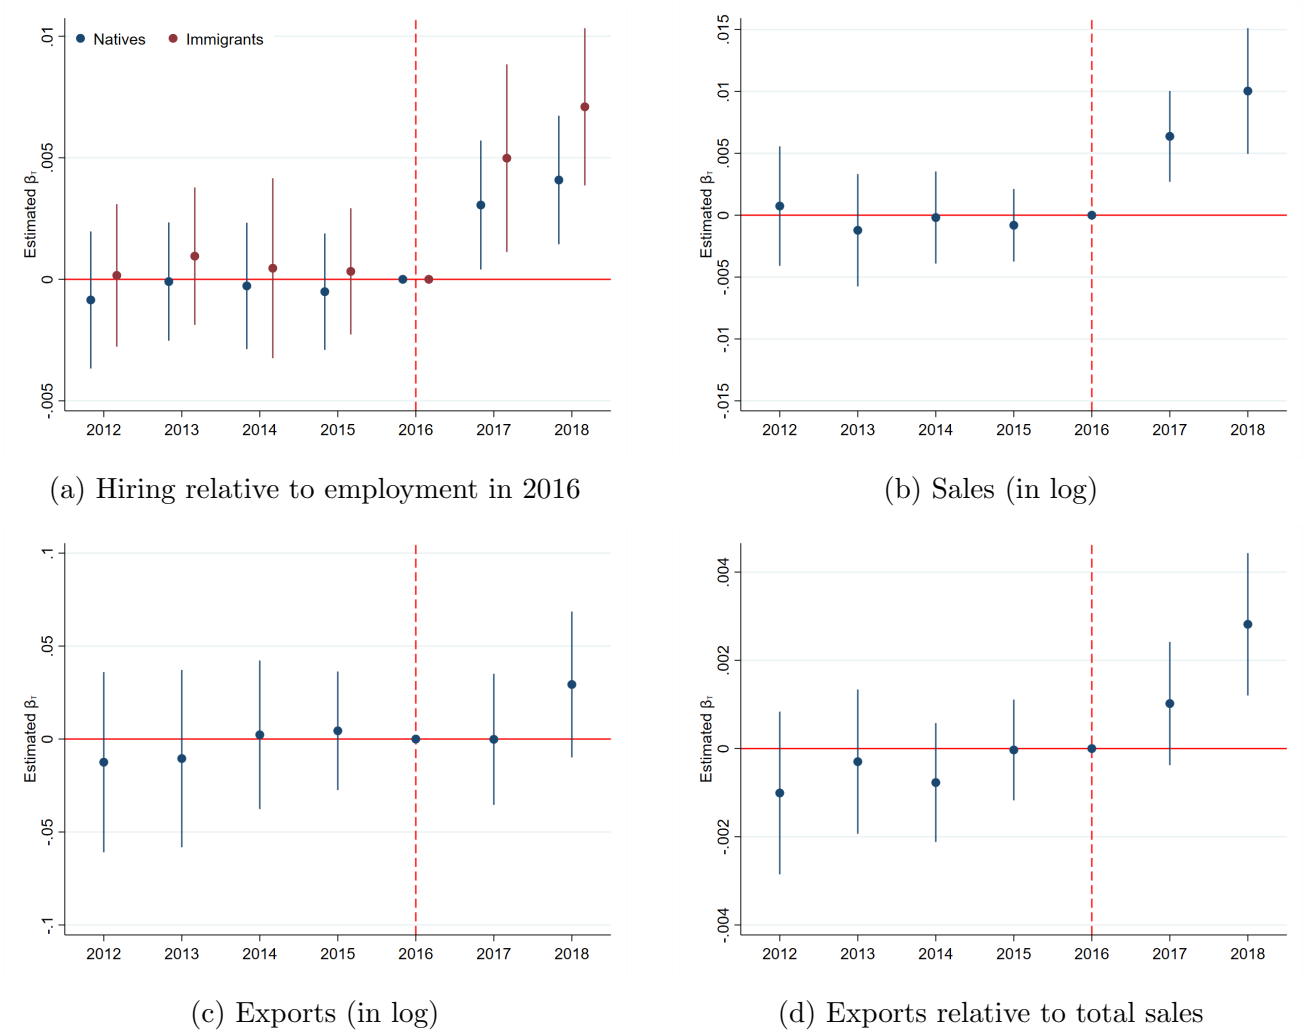 Natives Immigrants
Estimated βτ
.01
.005
0
-.005
2012 2013 2014 2015 2016 2017 2018
(a) Hiring relative to employment in 2016
Estimated βτ
.015
.01
.005
0
-.005
-.01
-.015
2012 2013 2014 2015 2016 2017 2018
(b) Sales (in log)
Estimated βτ
.1
.05
0
-.05
-.1
2012 2013 2014 2015 2016 2017 2018
(c) Exports (in log)
Estimated βτ
.004
.002
0
-.002
-.004
2012 2013 2014 2015 2016 2017 2018
(d) Exports relative to total sales